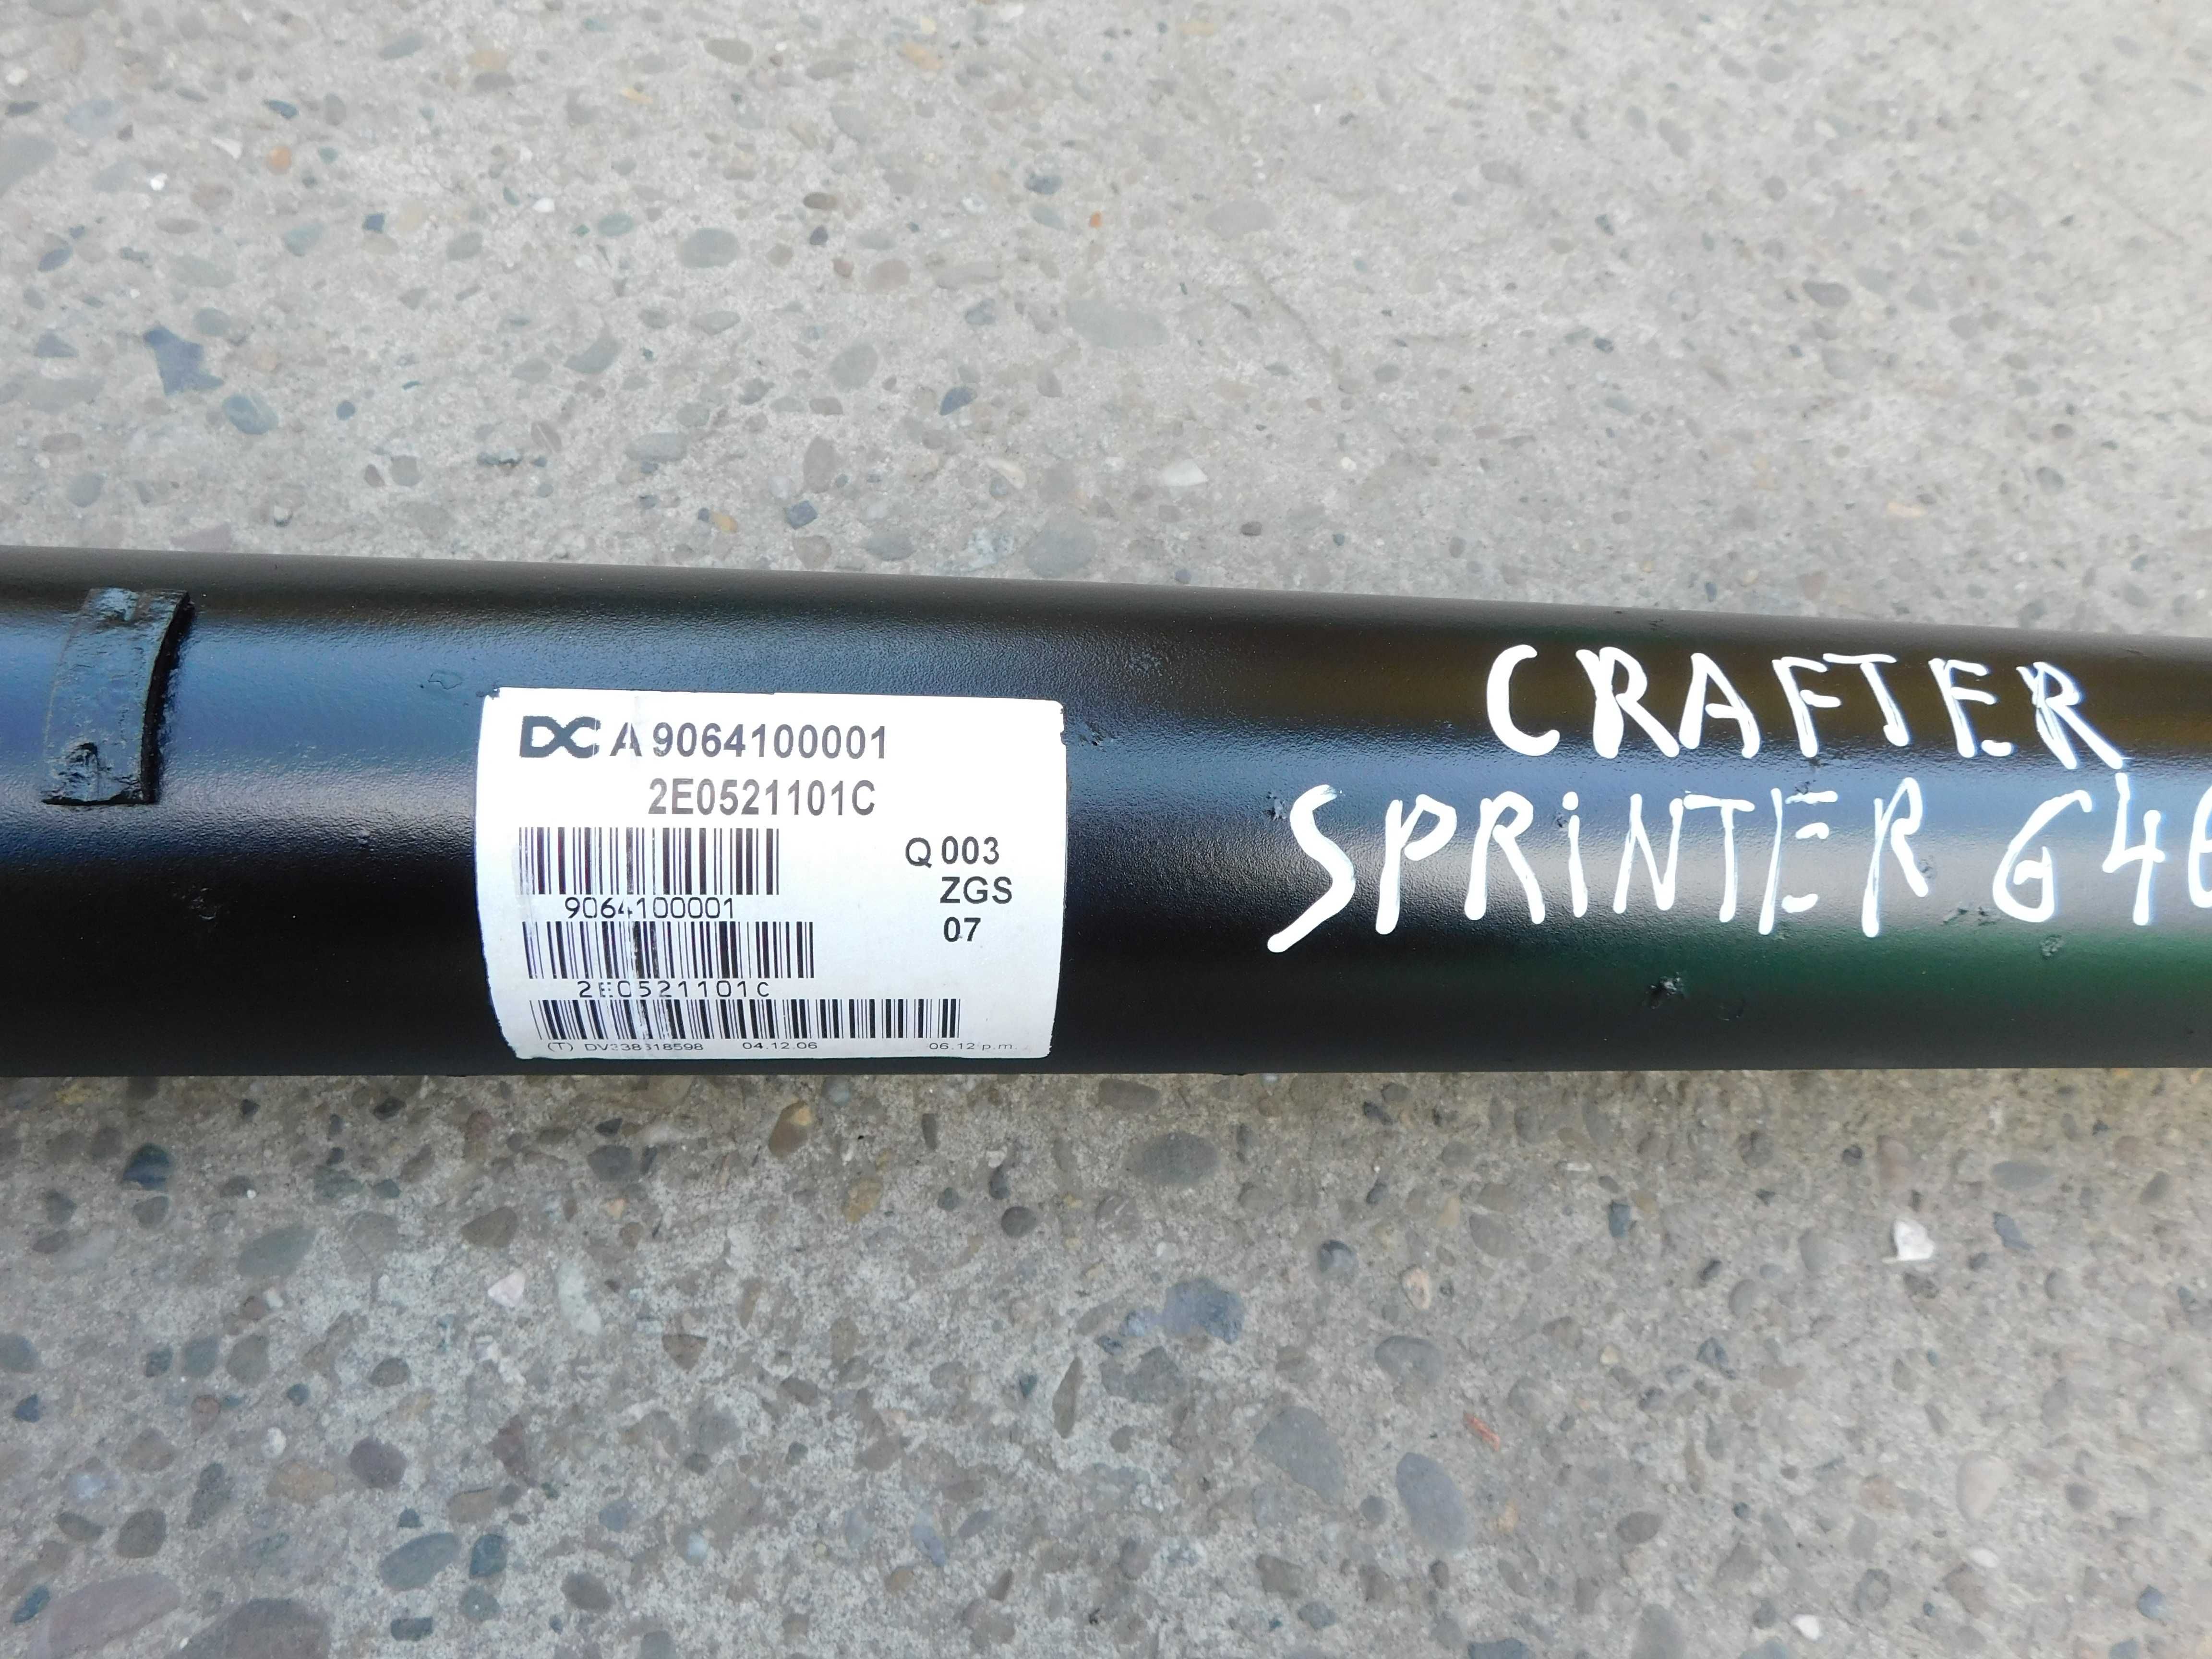 DC A 9064100001
2E0521101C
Q 003
ZGS
07
9064100001
2E0521101C
(T) 04.12.06 06.12 p.m.
CRAFTER
SPRINTER